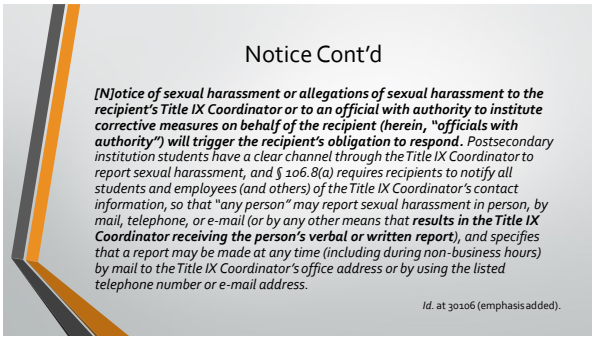 Notice Cont'd
[N]otice of sexual harassment or allegations of sexual harassment to the
recipient's Title IX Coordinator or to an official with authority to institute
corrective measures on behalf of the recipient (herein, "officials with
authority") will trigger the recipient's obligation to respond. Postsecondary
institution students have a clear channel through the Title IX Coordinator to
report sexual harassment, and § 106.8(a) requires recipients to notify all
students and employees (and others) of the Title IX Coordinator's contact
information, so that "any person" may report sexual harassment in person, by
mail, telephone, or e-mail (or by any other means that results in the Title IX
Coordinator receiving the person's verbal or written report), and specifies
that a report may be made at any time (including during non-business hours)
by mail to the Title IX Coordinator's office address or by using the listed
telephone number or e-mail address.
Id. at 30106 (emphasis added).